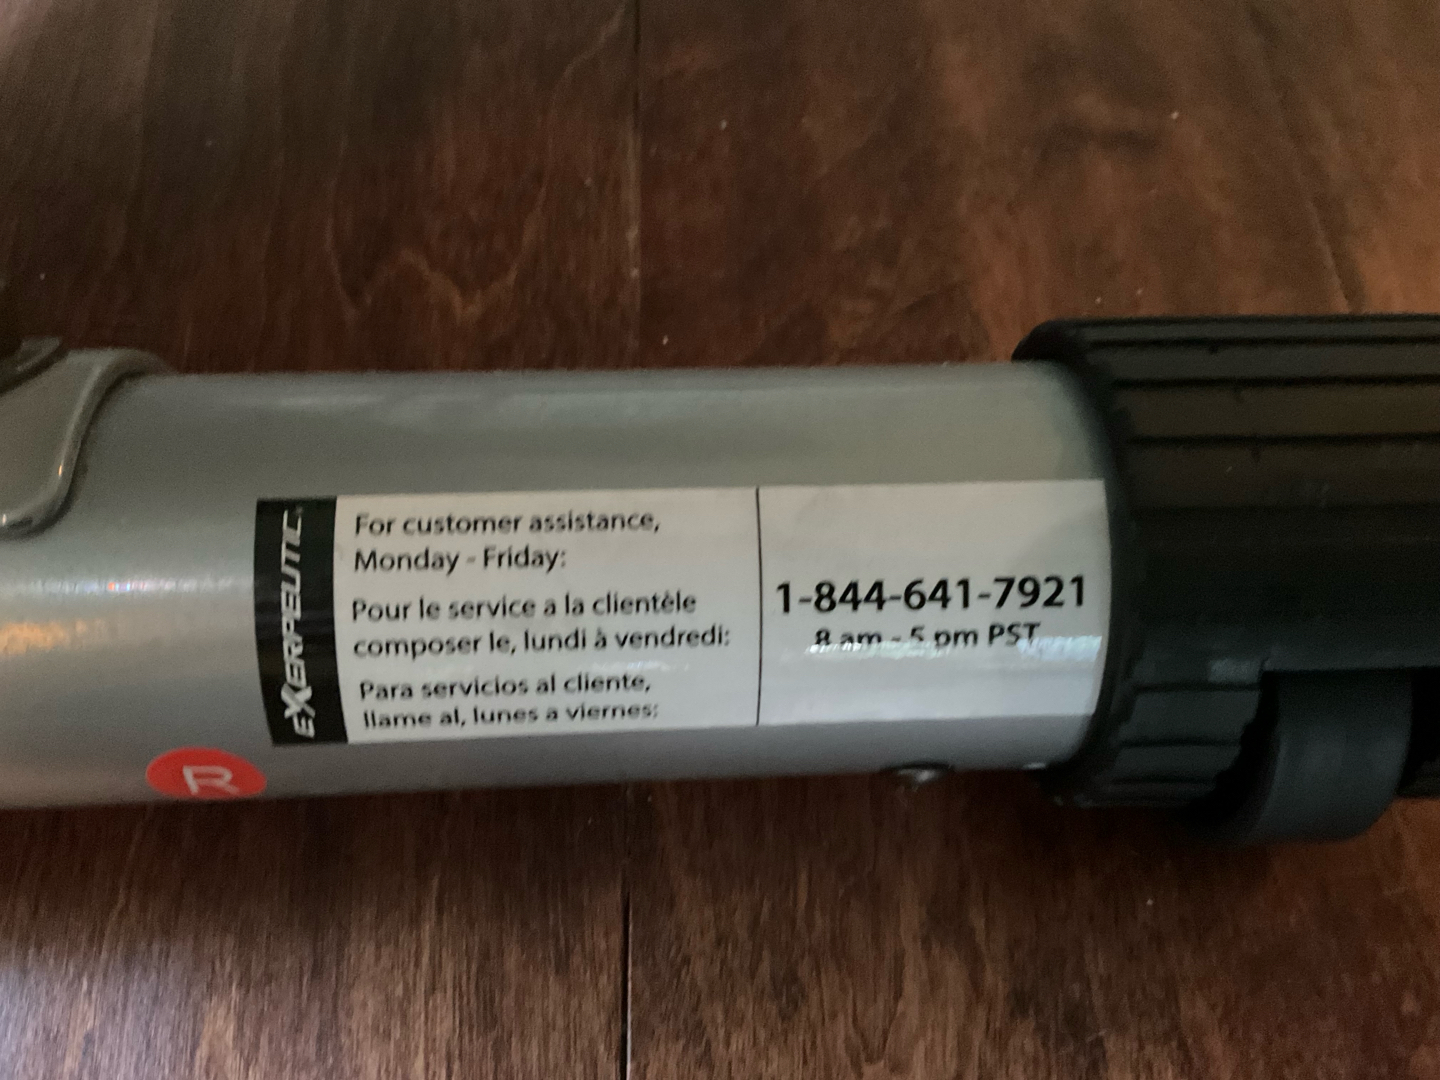 EXERPEUTIC
For customer assistance,
Monday - Friday:
Pour le service a la clientèle
composer le, lundi à vendredi:
Para servicios al cliente,
llame al, lunes a viernes:
1-844-641-7921
8 am - 5 pm PST
R